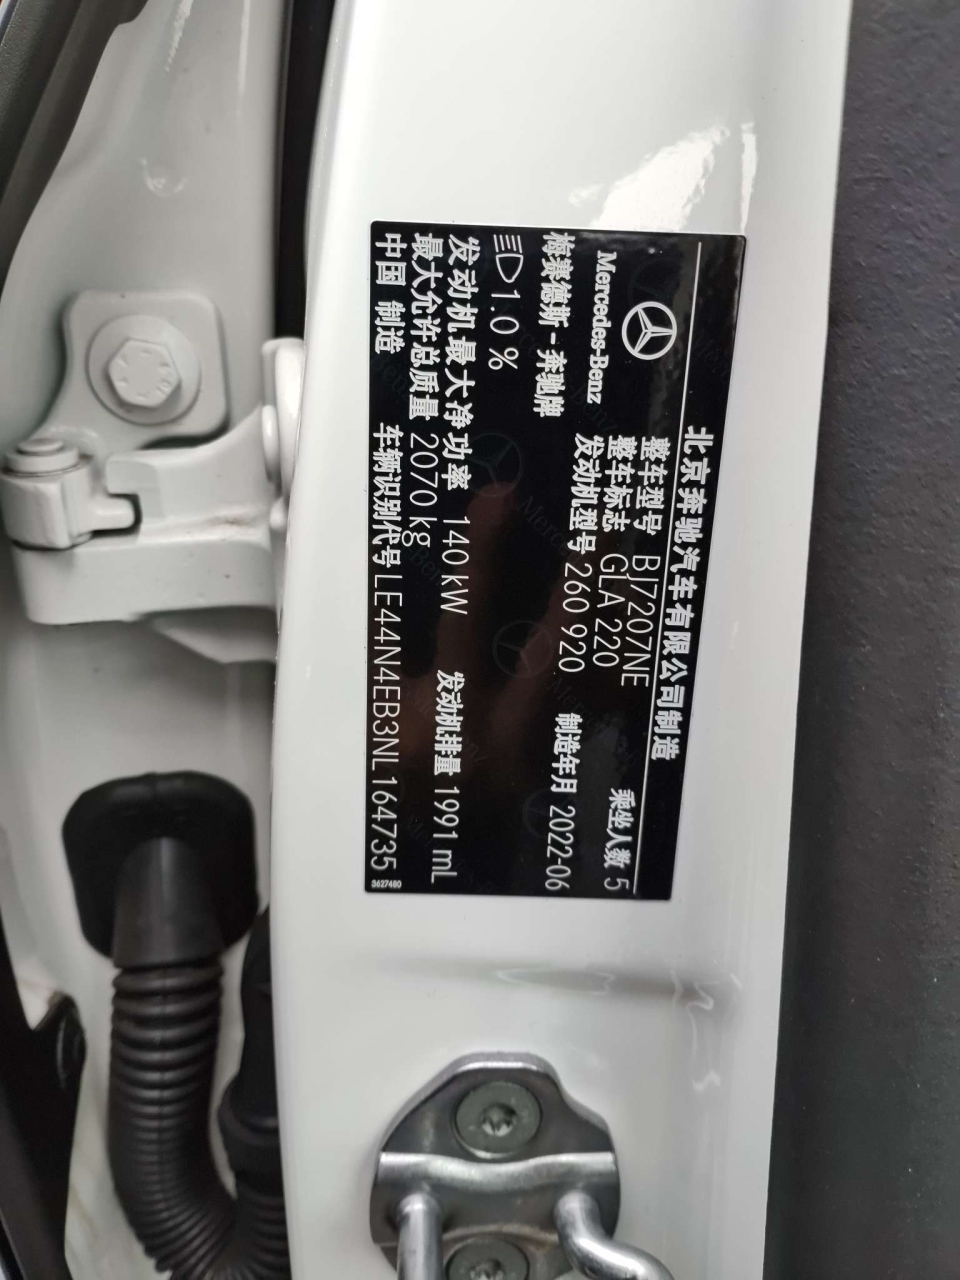 北京奔驰汽车有限公司制造
Mercedes-Benz
整车型号 BJ7207NE
乘坐人数 5
整车标志 GLA 220
梅赛德斯-奔驰牌
发动机型号 260 920
制造年月 2022-06
1.0 %
发动机最大净功率 140 kW
发动机排量 1991 mL
最大允许总质量 2070 kg
中国 制造
车辆识别代号 LE44N4EB3NL164735
3627480